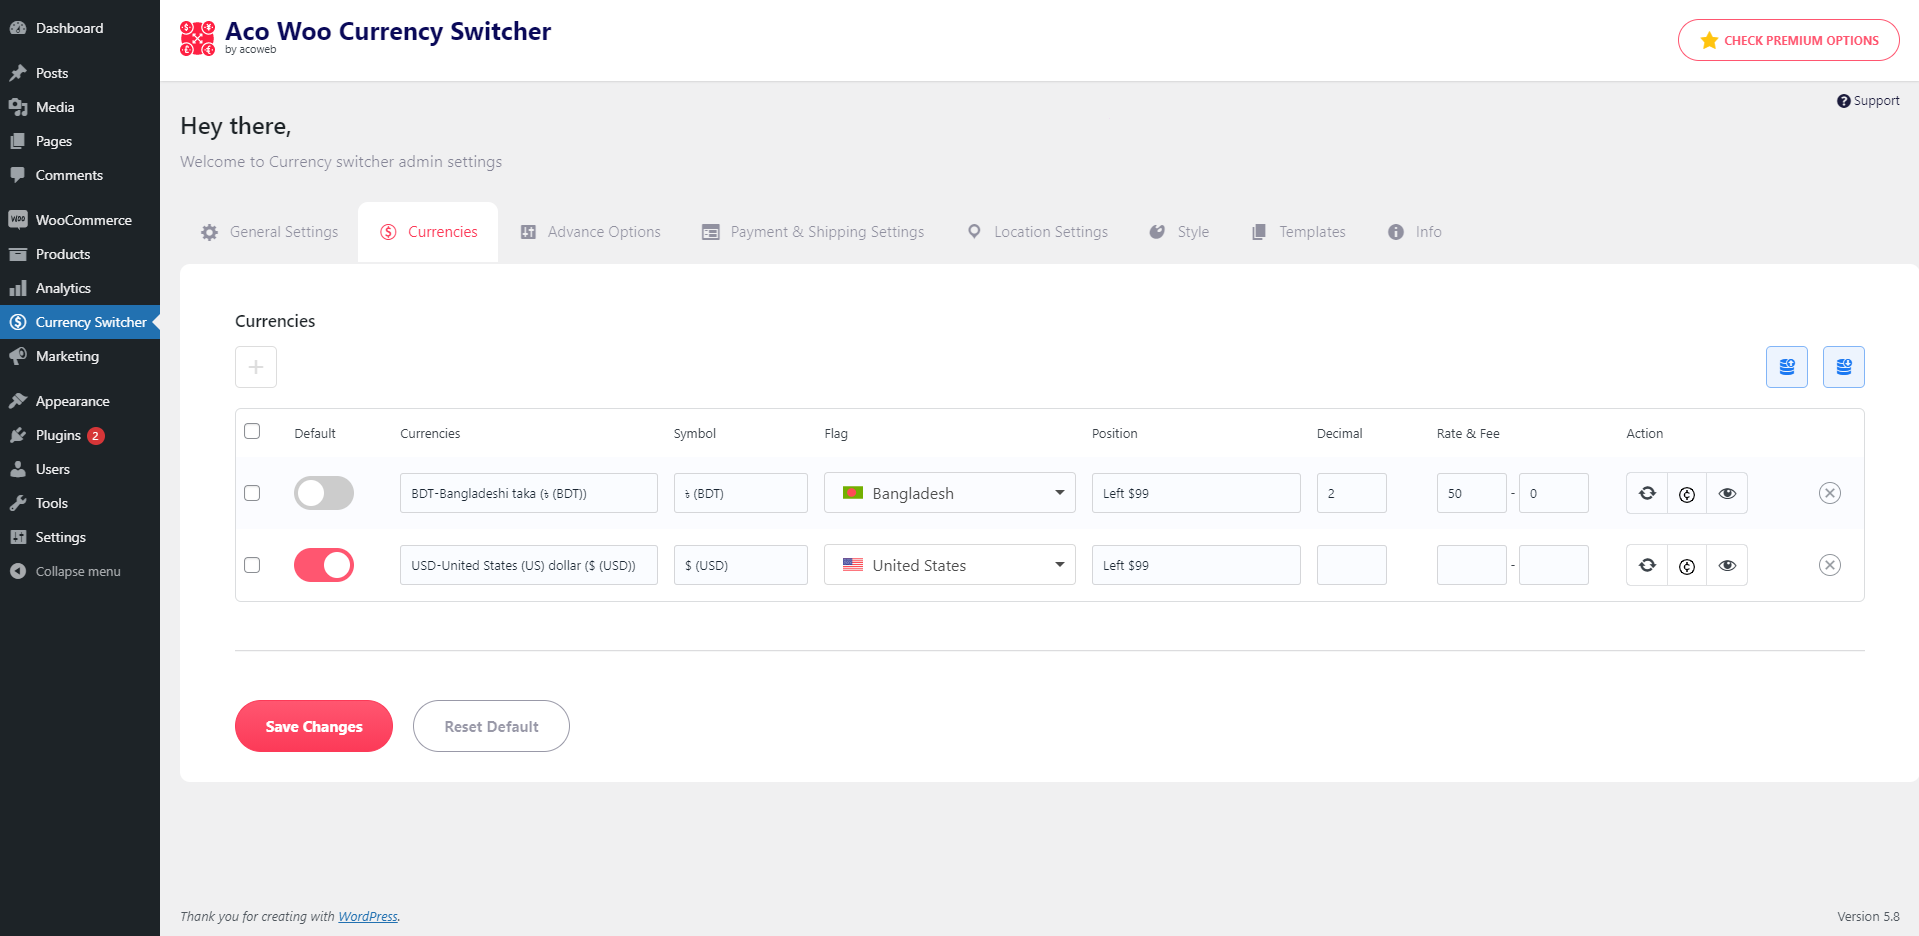 Dashboard
Posts
Media
Pages
Comments
WooCommerce
Products
Analytics
Currency Switcher
Marketing
Appearance
Plugins 2
Users
Tools
Settings
Collapse menu
Aco Woo Currency Switcher
by acoweb
CHECK PREMIUM OPTIONS
Support
Hey there,
Welcome to Currency switcher admin settings
General Settings Currencies Advance Options Payment & Shipping Settings Location Settings Style Templates Info
Currencies
Default Currencies Symbol Flag Position Decimal Rate & Fee Action
BDT-Bangladeshi taka (৳ (BDT)) ৳ (BDT) Bangladesh Left $99 2 50 - 0
USD-United States (US) dollar ($ (USD)) $ (USD) United States Left $99 -
Save Changes Reset Default
Thank you for creating with WordPress.
Version 5.8